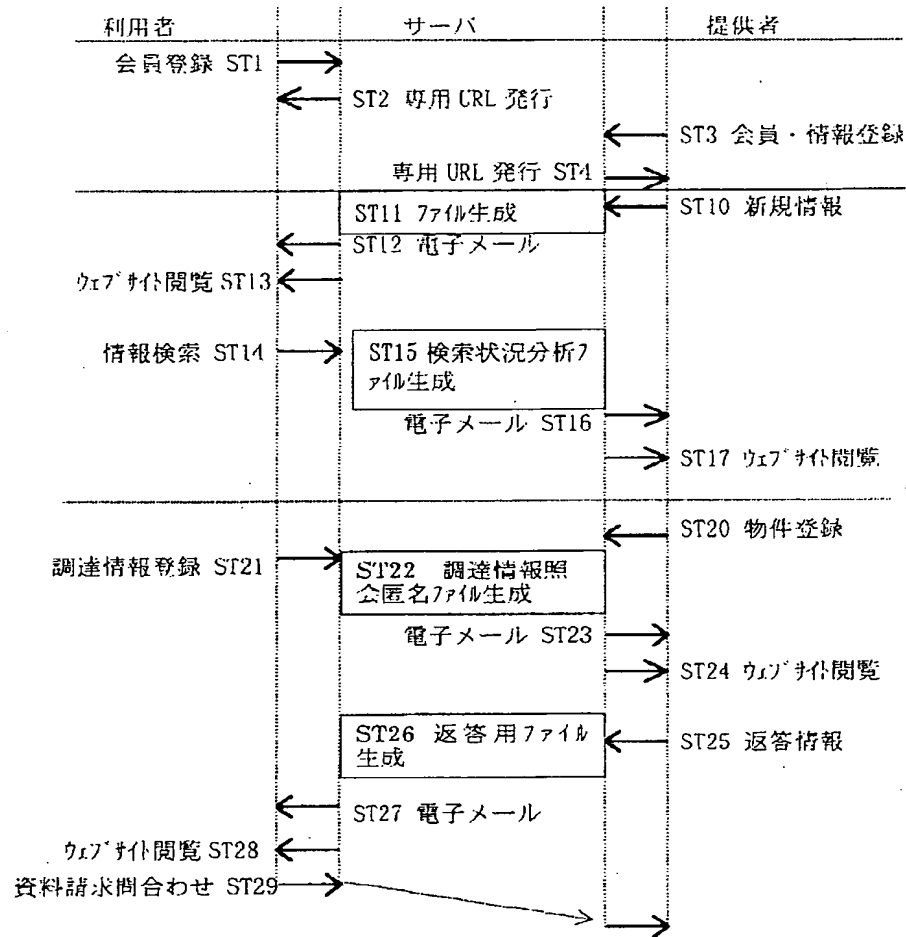 利用者 サーバ 提供者
会員登録 ST1
ST2 専用 URL 発行
ST3 会員・情報登録
専用 URL 発行 ST4
ST11 ファイル生成
ST10 新規情報
ST12 電子メール
ウェブサイト閲覧 ST13
情報検索 ST14
ST15 検索状況分析フ
ァイル生成
電子メール ST16
ST17 ウェブサイト閲覧
ST20 物件登録
調達情報登録 ST21
ST22 調達情報照
会匿名ファイル生成
電子メール ST23
ST24 ウェブサイト閲覧
ST26 返答用ファイル
生成
ST25 返答情報
ST27 電子メール
ウェブサイト閲覧 ST28
資料請求問合わせ ST29